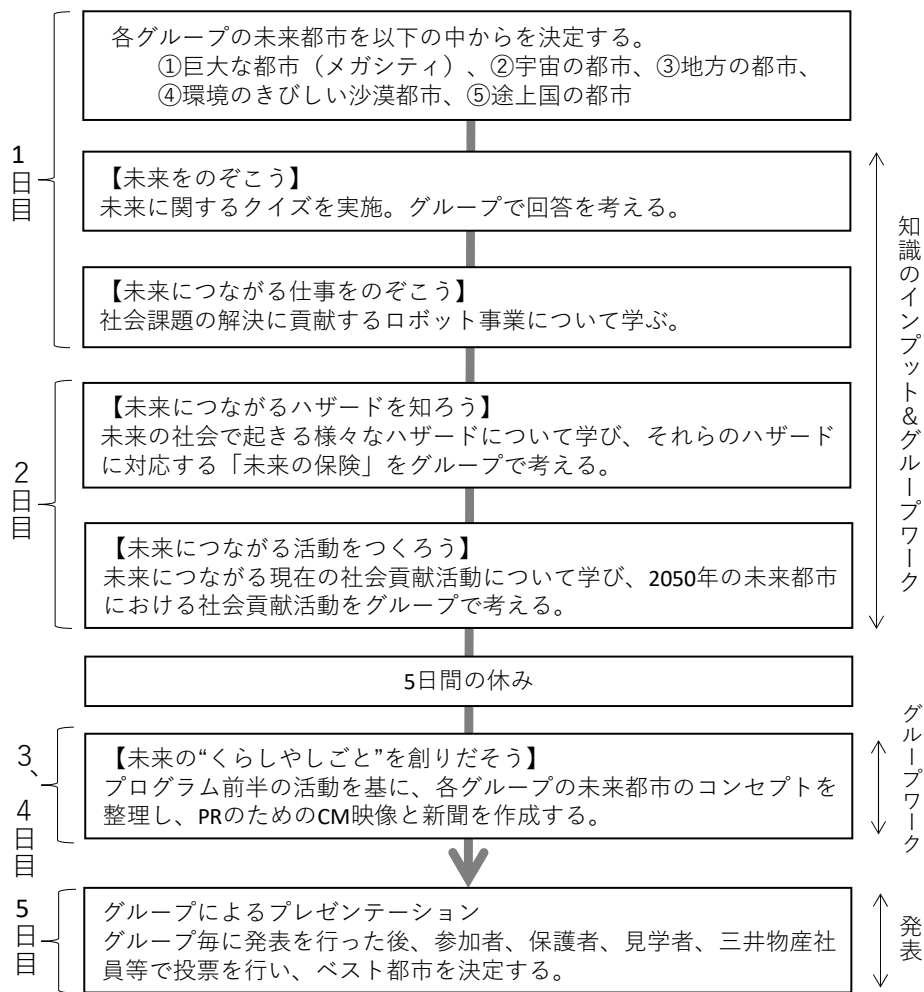 1日目
各グループの未来都市を以下の中からを決定する。
①巨大な都市（メガシティ）、②宇宙の都市、③地方の都市、
④環境のきびしい沙漠都市、⑤途上国の都市
【未来をのぞこう】
未来に関するクイズを実施。グループで回答を考える。
【未来につながる仕事をのぞこう】
社会課題の解決に貢献するロボット事業について学ぶ。
2日目
【未来につながるハザードを知ろう】
未来の社会で起きる様々なハザードについて学び、それらのハザード
に対応する「未来の保険」をグループで考える。
【未来につながる活動をつくろう】
未来につながる現在の社会貢献活動について学び、2050年の未来都市
における社会貢献活動をグループで考える。
知識のインプット&グループワーク
5日間の休み
3、4日目
【未来の“くらしやしごと”を創りだそう】
プログラム前半の活動を基に、各グループの未来都市のコンセプトを
整理し、PRのためのCM映像と新聞を作成する。
グループワーク
5日目
グループによるプレゼンテーション
グループ毎に発表を行った後、参加者、保護者、見学者、三井物産社
員等で投票を行い、ベスト都市を決定する。
発表